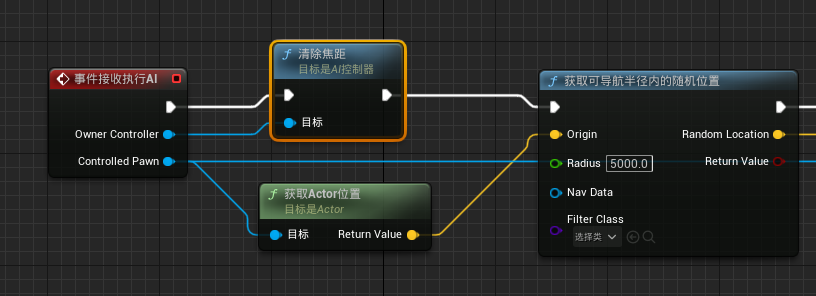 事件接收执行AI
Owner Controller
Controlled Pawn
f 清除焦距
目标是AI控制器
目标
f 获取Actor位置
目标是Actor
目标
Return Value
f 获取可导航半径内的随机位置
Origin
Random Location
Radius
5000.0
Return Value
Nav Data
Filter Class
选择类